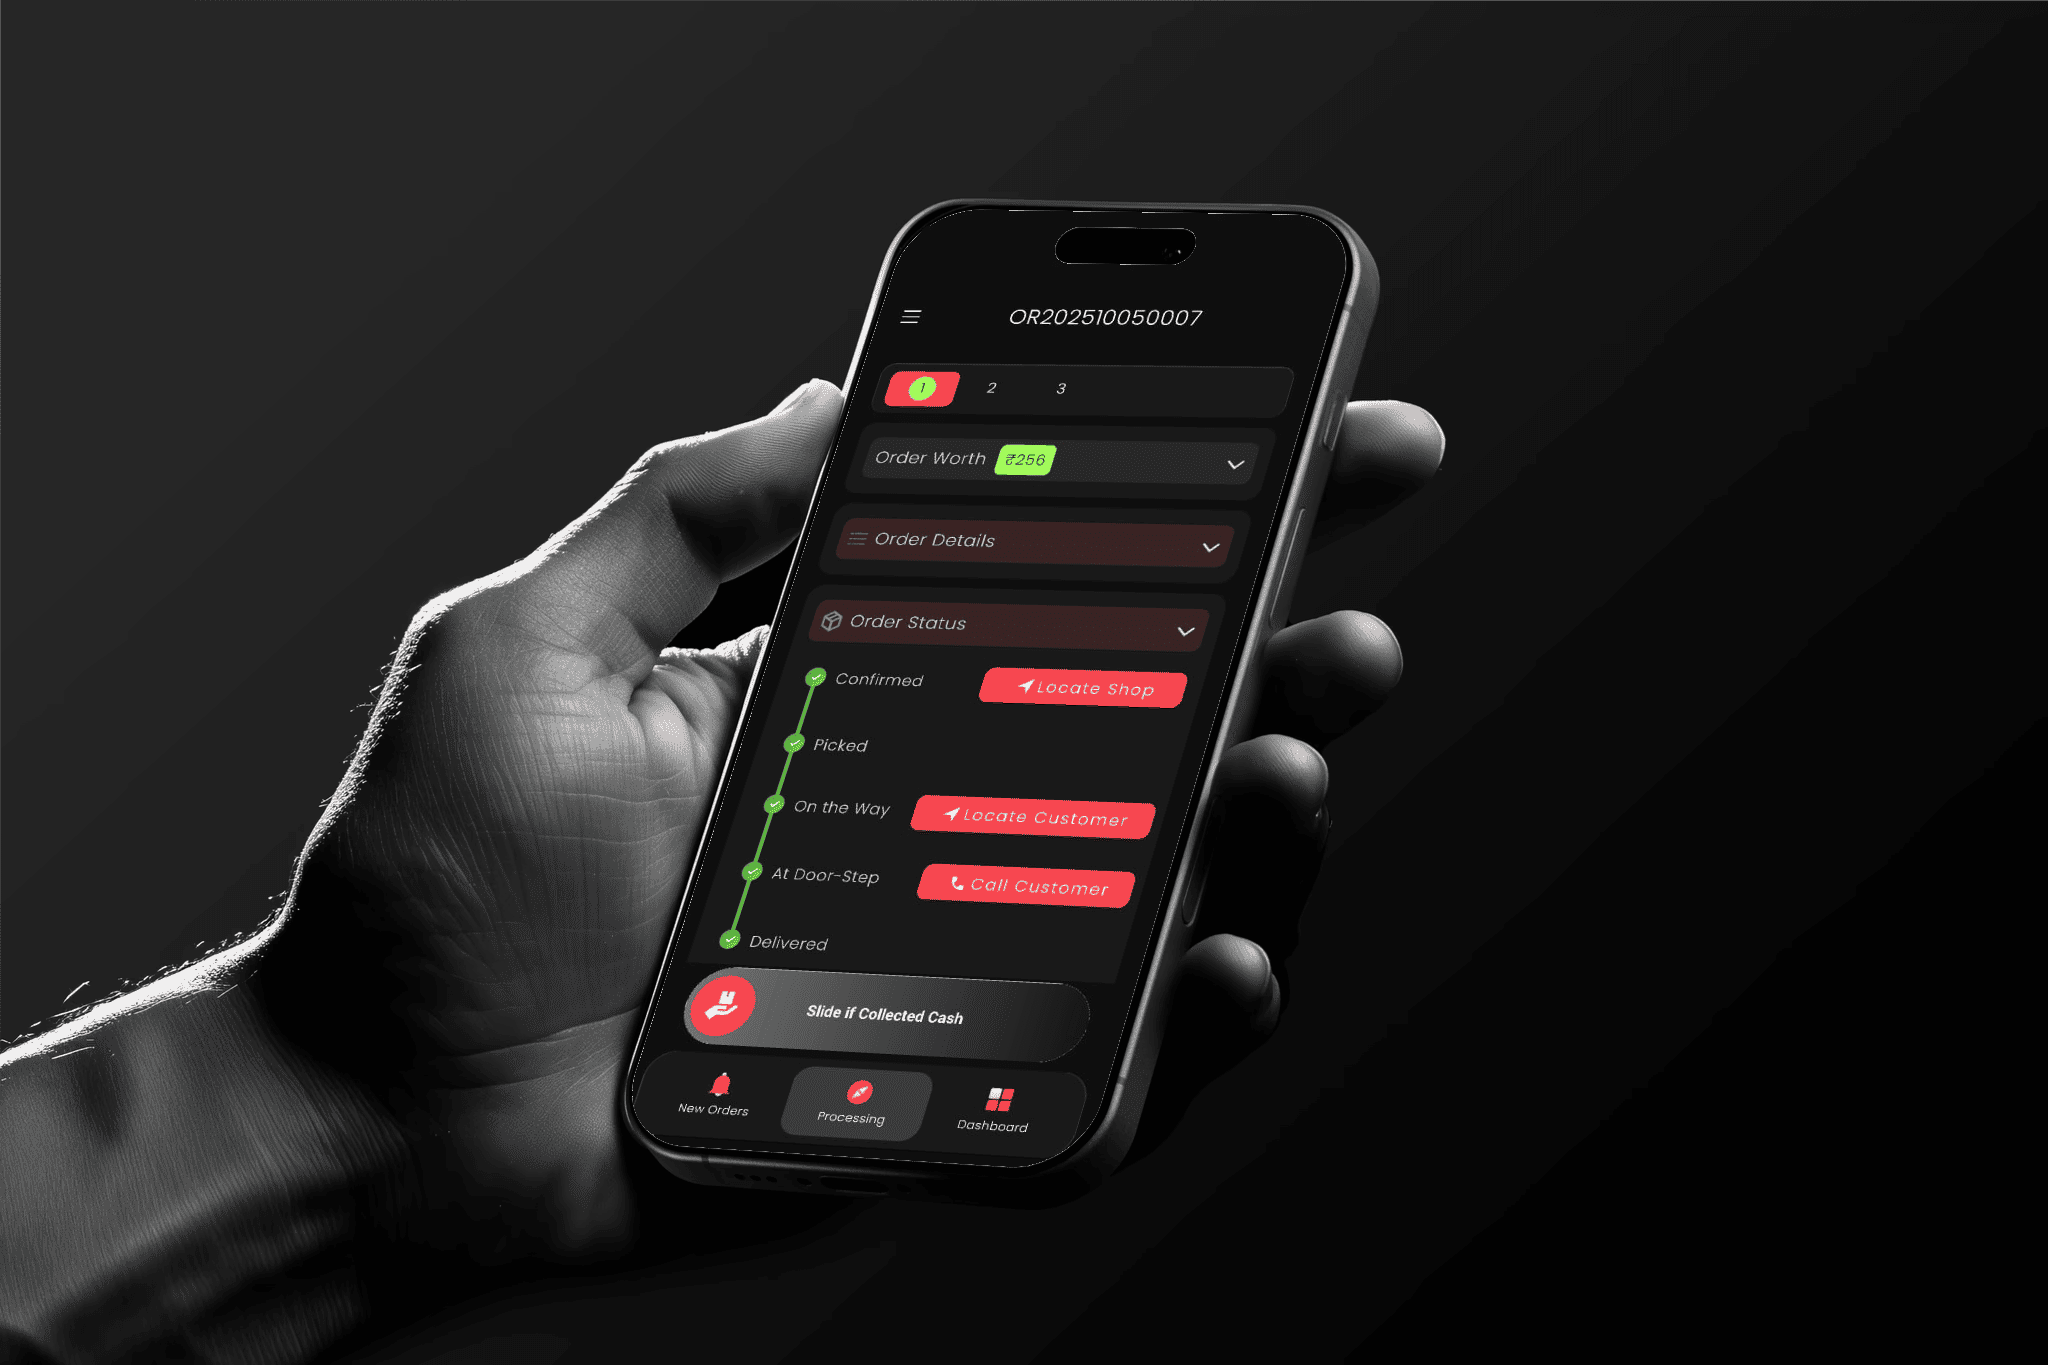 OR202510050007
1 2 3
Order Worth ₹256
Order Details
Order Status
Confirmed Locate Shop
Picked
On the Way Locate Customer
At Door-Step Call Customer
Delivered
Slide if Collected Cash
New Orders Processing Dashboard